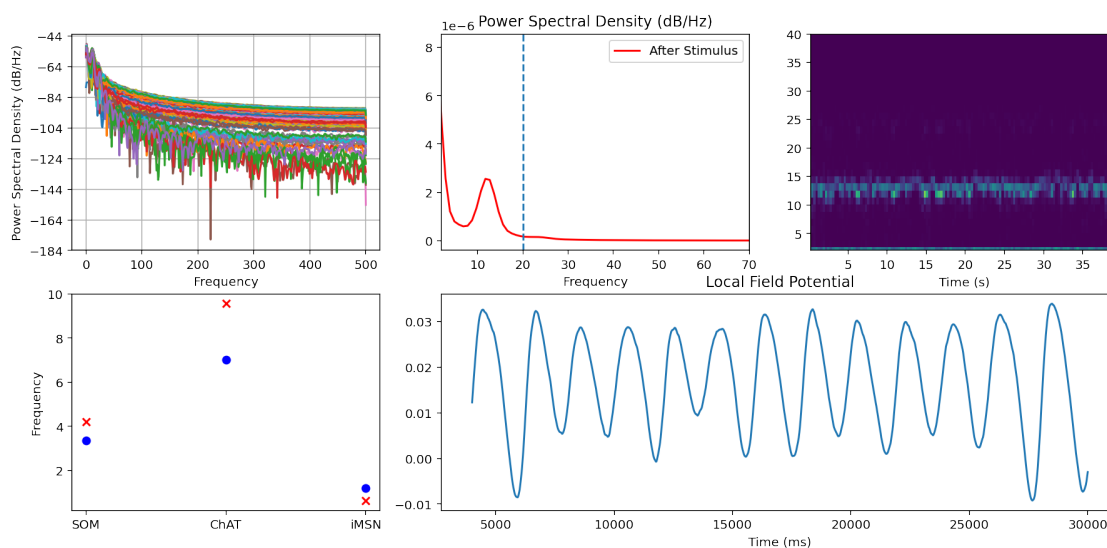 Power Spectral Density (dB/Hz)
−44
−64
−84
−104
−124
−144
−164
−184
0 100 200 300 400 500
Frequency
Power Spectral Density (dB/Hz)
1e−6
After Stimulus
8
6
4
2
0
10 20 30 40 50 60 70
Frequency
40
35
30
25
20
15
10
5
5 10 15 20 25 30 35
Time (s)
Frequency
10
8
6
4
2
SOM ChAT iMSN
Local Field Potential
0.03
0.02
0.01
0.00
−0.01
5000 10000 15000 20000 25000 30000
Time (ms)